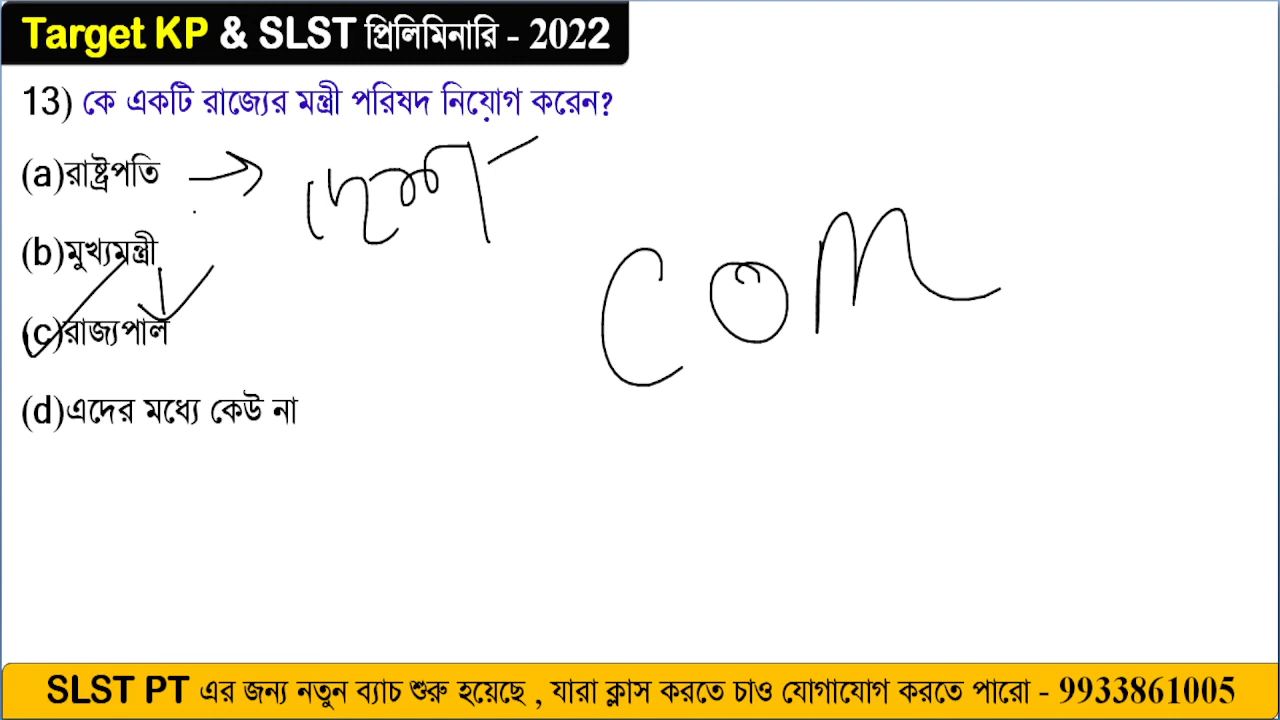 Target KP & SLST প্রিলিমিনারি - 2022
13) কে একটি রাজ্যের মন্ত্রী পরিষদ নিয়োগ করেন?
(a)রাষ্ট্রপতি
দেশ
(b)মুখ্যমন্ত্রী
COM
(c)রাজ্যপাল
(d)এদের মধ্যে কেউ না
SLST PT এর জন্য নতুন ব্যাচ শুরু হয়েছে , যারা ক্লাস করতে চাও যোগাযোগ করতে পারো - 9933861005